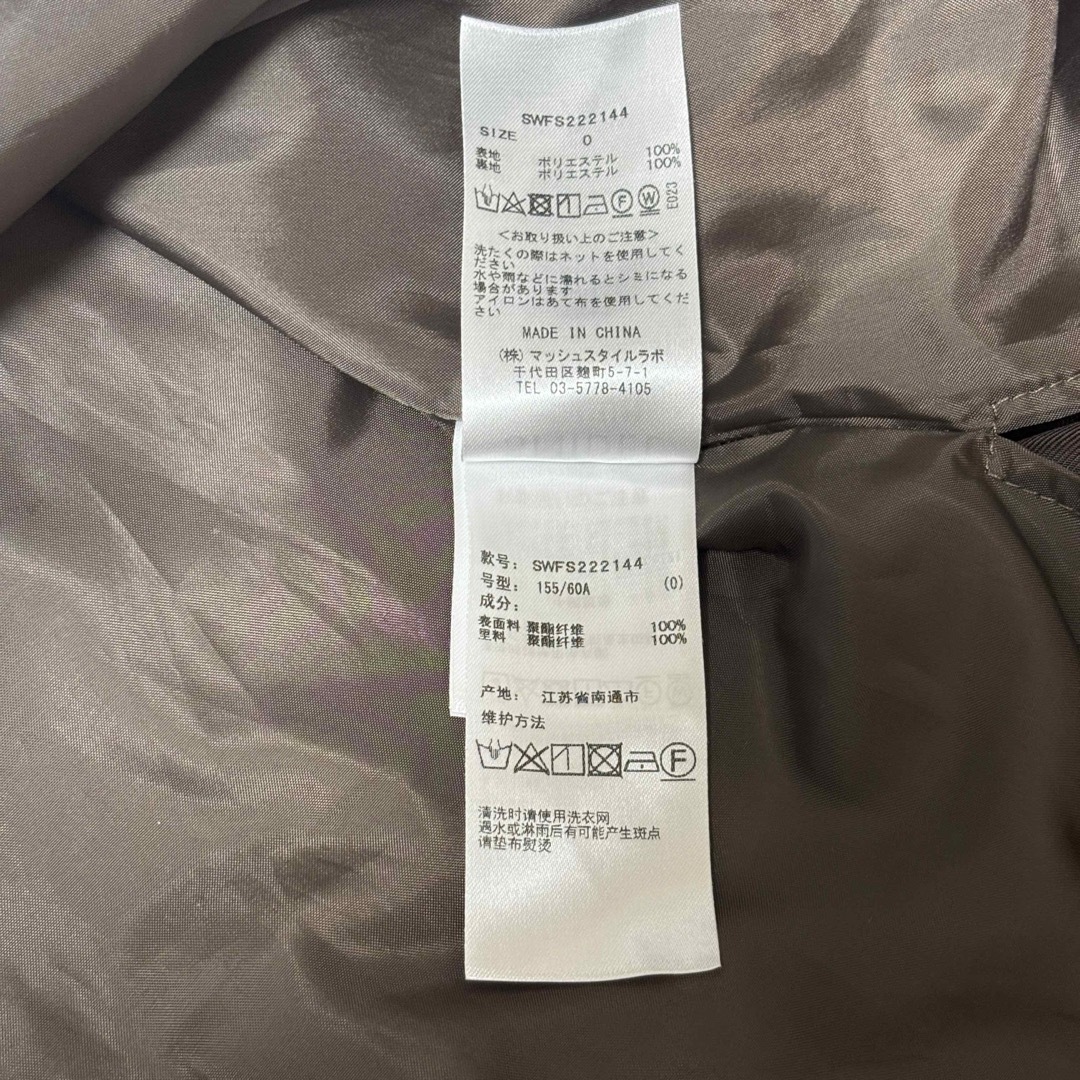 SWFS222144
SIZE 0
表地 ポリエステル 100%
裏地 ポリエステル 100%
F W E023
<お取り扱い上のご注意>
洗たくの際はネットを使用してく
ださい
水や雨などに濡れるとシミになる
場合があります
アイロンはあて布を使用してくだ
さい
MADE IN CHINA
(株)マッシュスタイルラボ
千代田区麹町5-7-1
TEL 03-5778-4105
款号: SWFS222144
号型: 155/60A (0)
成分:
表面料 聚酯纤维 100%
里料 聚酯纤维 100%
产地: 江苏省南通市
维护方法
F
清洗时请使用洗衣网
遇水或淋雨后有可能产生斑点
请垫布熨烫